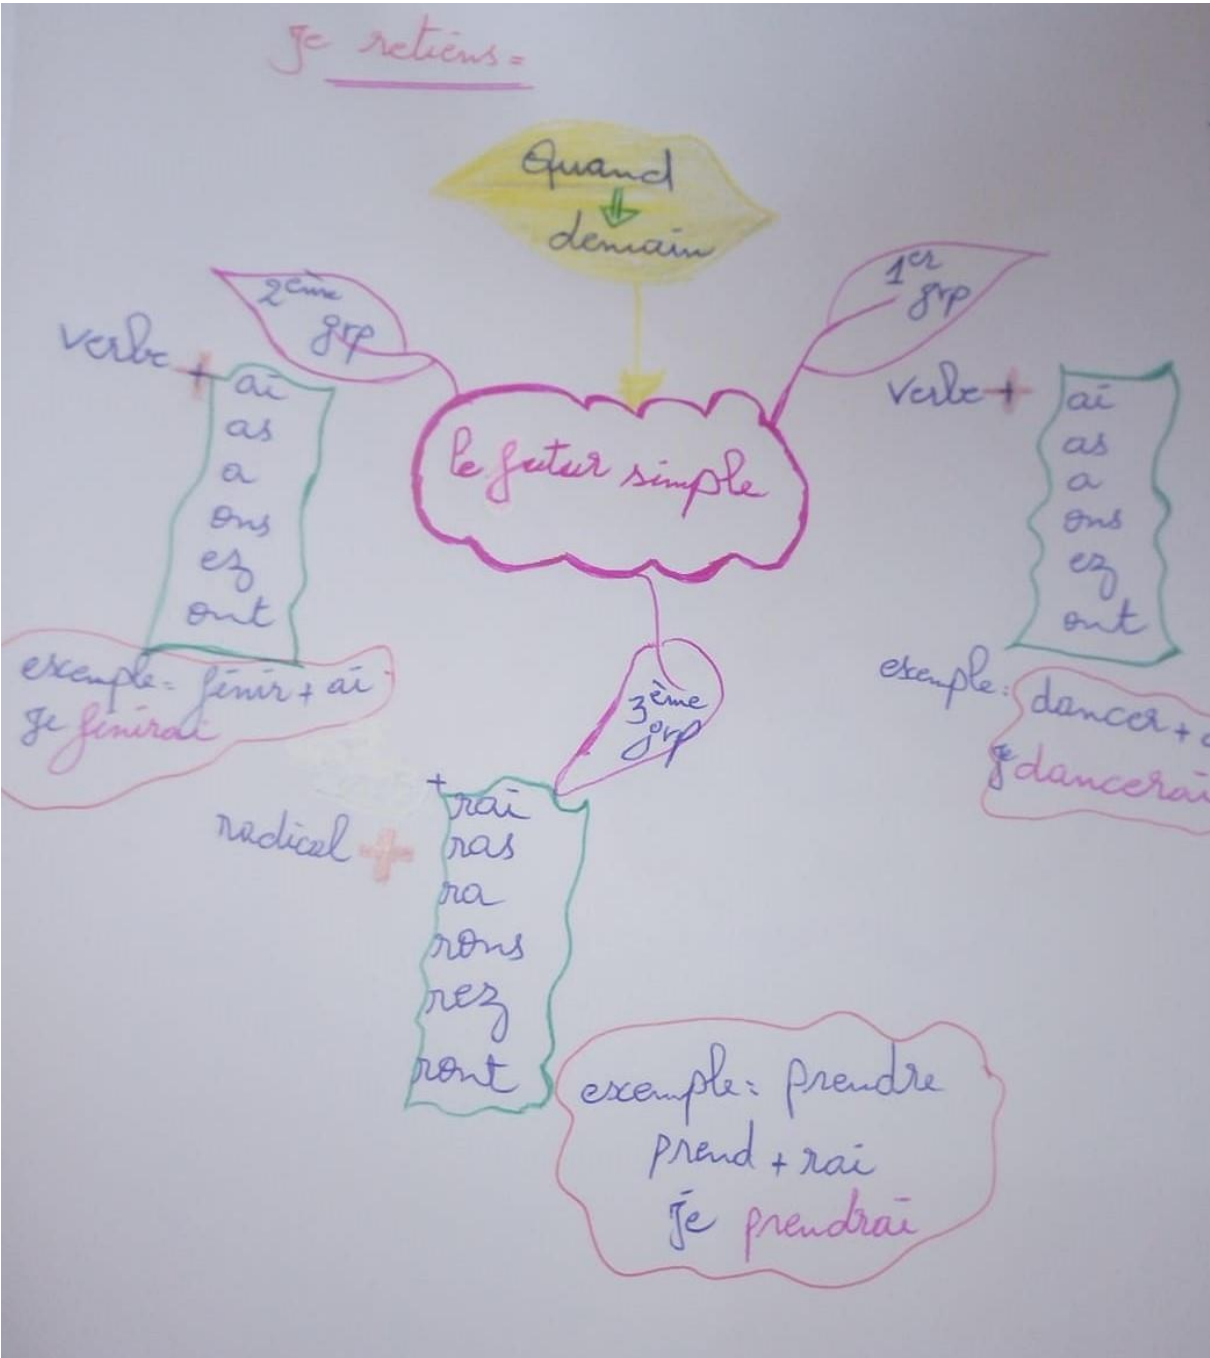 Je retiens =
Quand
demain
2ème
grp
1er
grp
verbe +
ai
as
a
ons
ez
ont
verbe +
ai
as
a
ons
ez
ont
le futur simple
exemple = finir + ai
je finirai
exemple:
dancer +
je dancerai
3ème
grp
+
radical +
rai
ras
ra
rons
rez
ront
exemple = prendre
prend + rai
je prendrai